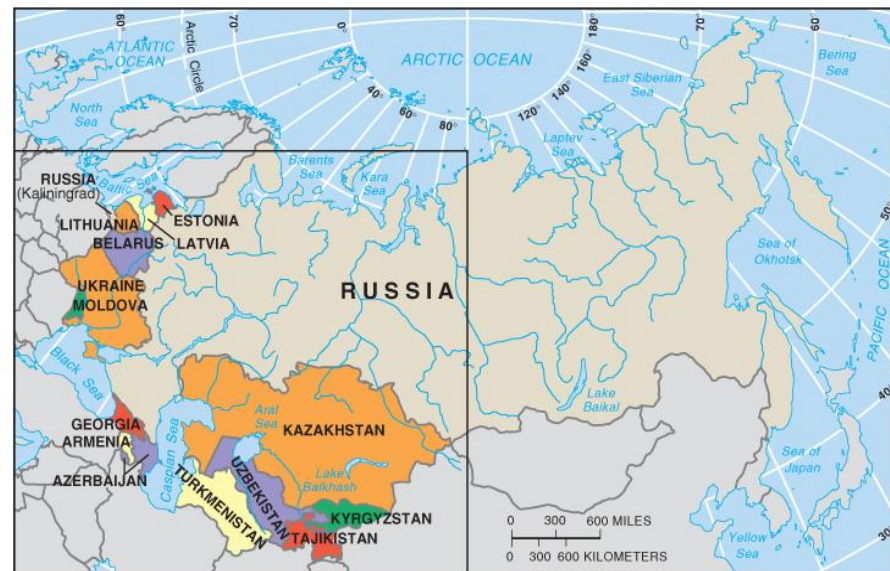 60°
70°
0°
180°
70°
60°
ATLANTIC
OCEAN
Arctic Circle
ARCTIC OCEAN
Bering
Sea
160°
140°
120°
East Siberian
Sea
40°
60°
80°
Laptev
Sea
North
Sea
Barents
Sea
Kara
Sea
RUSSIA
(Kaliningrad)
Baltic Sea
ESTONIA
LITHUANIA
LATVIA
BELARUS
50°
Sea of
Okhotsk
UKRAINE
MOLDOVA
RUSSIA
PACIFIC OCEAN
Black Sea
Lake
Baikal
40°
GEORGIA
ARMENIA
AZERBAIJAN
Caspian Sea
Aral
Sea
KAZAKHSTAN
Sea of
Japan
TURKMENISTAN
UZBEKISTAN
Lake
Balkhash
KYRGYZSTAN
TAJIKISTAN
0 300 600 MILES
0 300 600 KILOMETERS
Yellow
Sea
30°